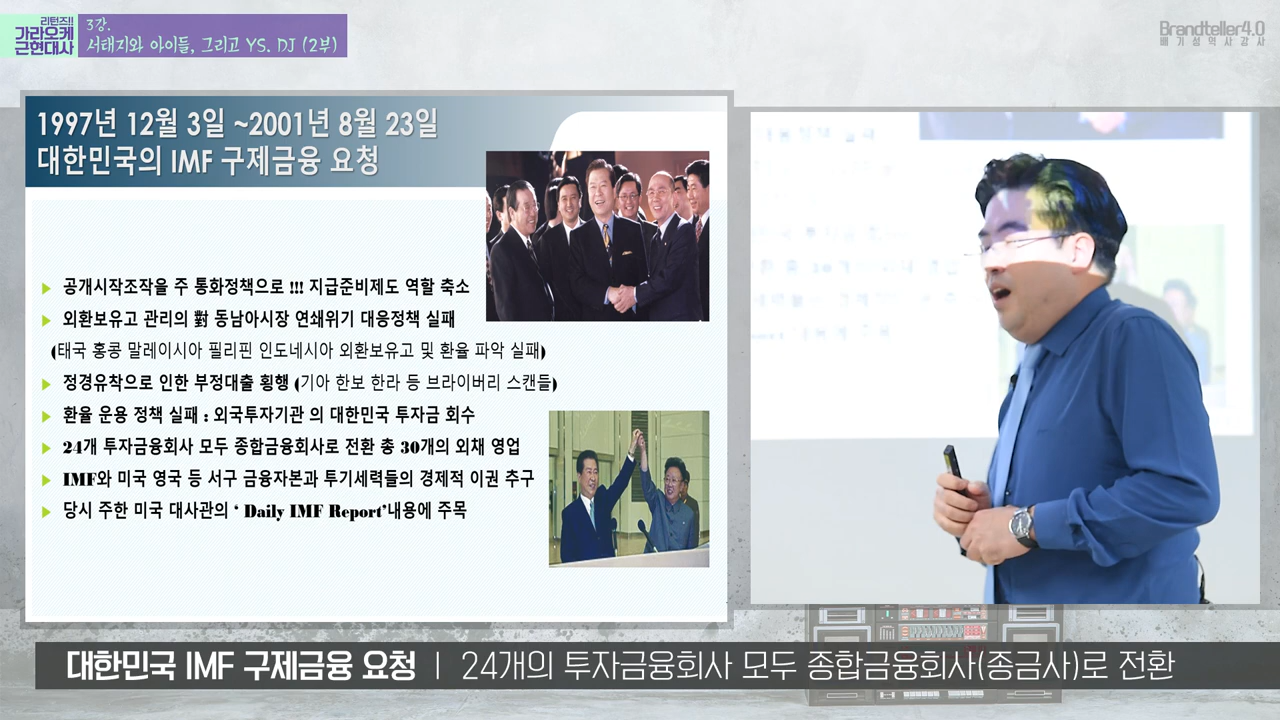 리턴즈!!
가라오케
근현대사
3강.
서태지와 아이들, 그리고 YS. DJ (2부)
Brandteller4.0
배기성역사강사
1997년 12월 3일 ~2001년 8월 23일
대한민국의 IMF 구제금융 요청
공개시작조작을 주 통화정책으로 !!! 지급준비제도 역할 축소
외환보유고 관리의 對 동남아시장 연쇄위기 대응정책 실패
(태국 홍콩 말레이시아 필리핀 인도네시아 외환보유고 및 환율 파악 실패)
정경유착으로 인한 부정대출 횡행 (기아 한보 한라 등 브라이버리 스캔들)
환율 운용 정책 실패 : 외국투자기관 의 대한민국 투자금 회수
24개 투자금융회사 모두 종합금융회사로 전환 총 30개의 외채 영업
IMF와 미국 영국 등 서구 금융자본과 투기세력들의 경제적 이권 추구
당시 주한 미국 대사관의 ‘ Daily IMF Report’내용에 주목
대한민국 IMF 구제금융 요청 | 24개의 투자금융회사 모두 종합금융회사(종금사)로 전환